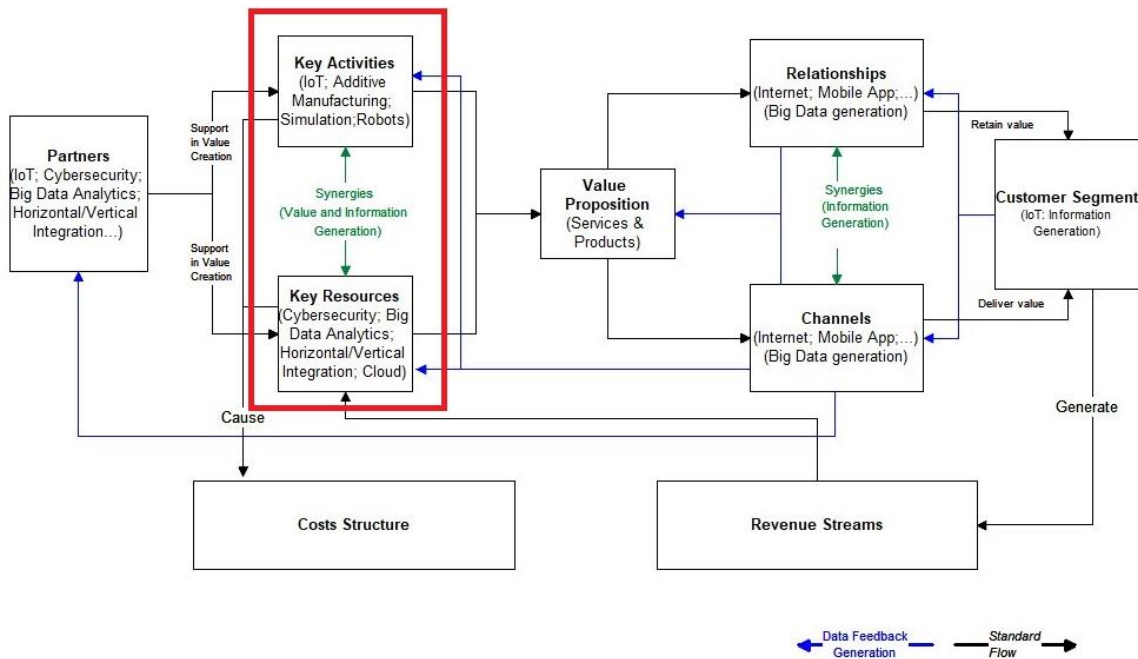 Partners
(IoT; Cybersecurity;
Big Data Analytics;
Horizontal/Vertical
Integration...)
Support
in Value
Creation
Support
in Value
Creation
Key Activities
(IoT; Additive
Manufacturing;
Simulation;Robots)
Synergies
(Value and Information
Generation)
Key Resources
(Cybersecurity; Big
Data Analytics;
Horizontal/Vertical
Integration; Cloud)
Cause
Value
Proposition
(Services &
Products)
Relationships
(Internet; Mobile App;...)
(Big Data generation)
Synergies
(Information
Generation)
Channels
(Internet; Mobile App;...)
(Big Data generation)
Retain value
Customer Segment
(IoT: Information
Generation)
Deliver value
Generate
Costs Structure
Revenue Streams
Data Feedback
Generation
Standard
Flow